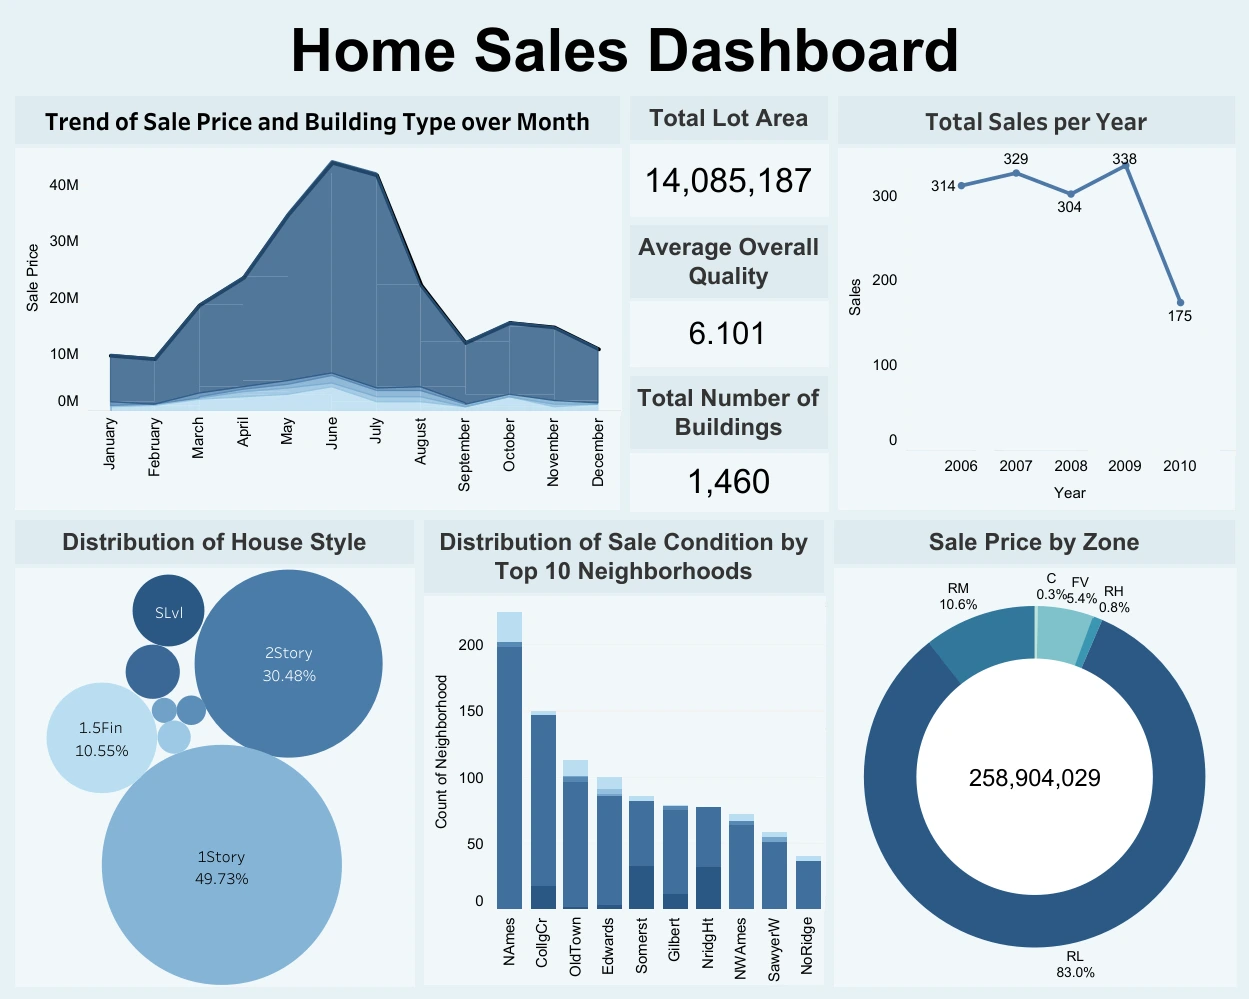 Home Sales Dashboard
Trend of Sale Price and Building Type over Month
Sale Price
40M
30M
20M
10M
0M
January
February
March
April
May
June
July
August
September
October
November
December
Total Lot Area
14,085,187
Average Overall
Quality
6.101
Total Number of
Buildings
1,460
Total Sales per Year
Sales
300
200
100
0
314
329
304
338
175
2006
2007
2008
2009
2010
Year
Distribution of House Style
SLvl
2Story
30.48%
1.5Fin
10.55%
1Story
49.73%
Distribution of Sale Condition by
Top 10 Neighborhoods
Count of Neighborhood
200
150
100
50
0
NAmes
CollgCr
OldTown
Edwards
Somerst
Gilbert
NridgHt
NWAmes
SawyerW
NoRidge
Sale Price by Zone
RM
10.6%
C
0.3%
FV
5.4%
RH
0.8%
258,904,029
RL
83.0%